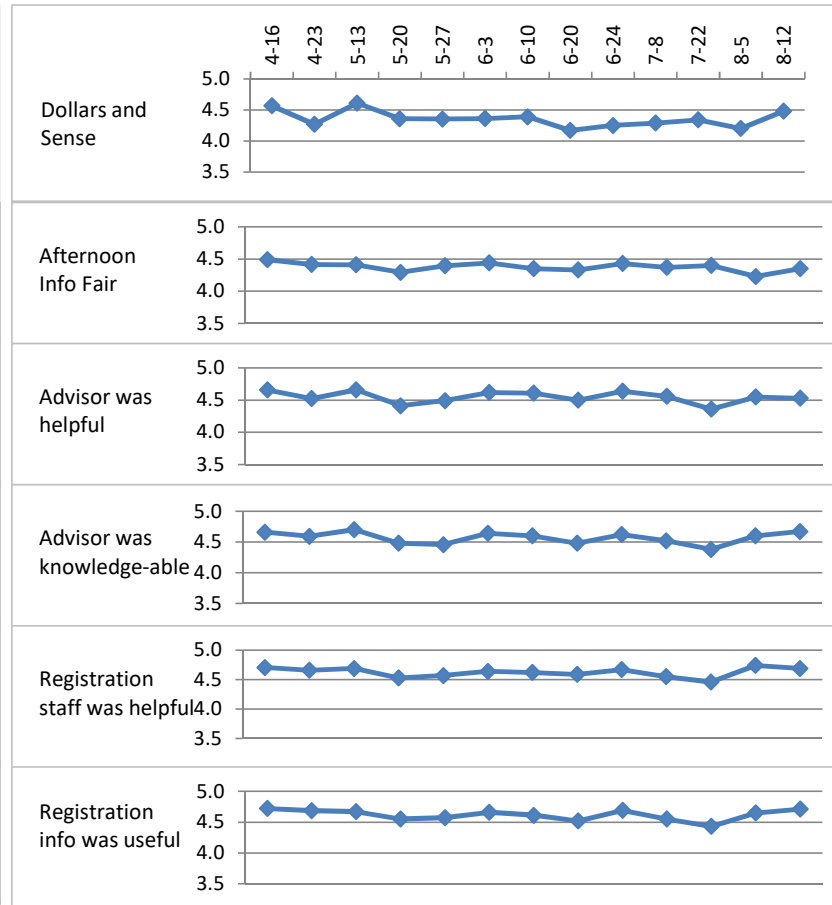 4-16 4-23 5-13 5-20 5-27 6-3 6-10 6-20 6-24 7-8 7-22 8-5 8-12
5.0
4.5
4.0
3.5
Dollars and
Sense
5.0
4.5
4.0
3.5
Afternoon
Info Fair
5.0
4.5
4.0
3.5
Advisor was
helpful
5.0
4.5
4.0
3.5
Advisor was
knowledge-able
5.0
4.5
4.0
3.5
Registration
staff was helpful
5.0
4.5
4.0
3.5
Registration
info was useful